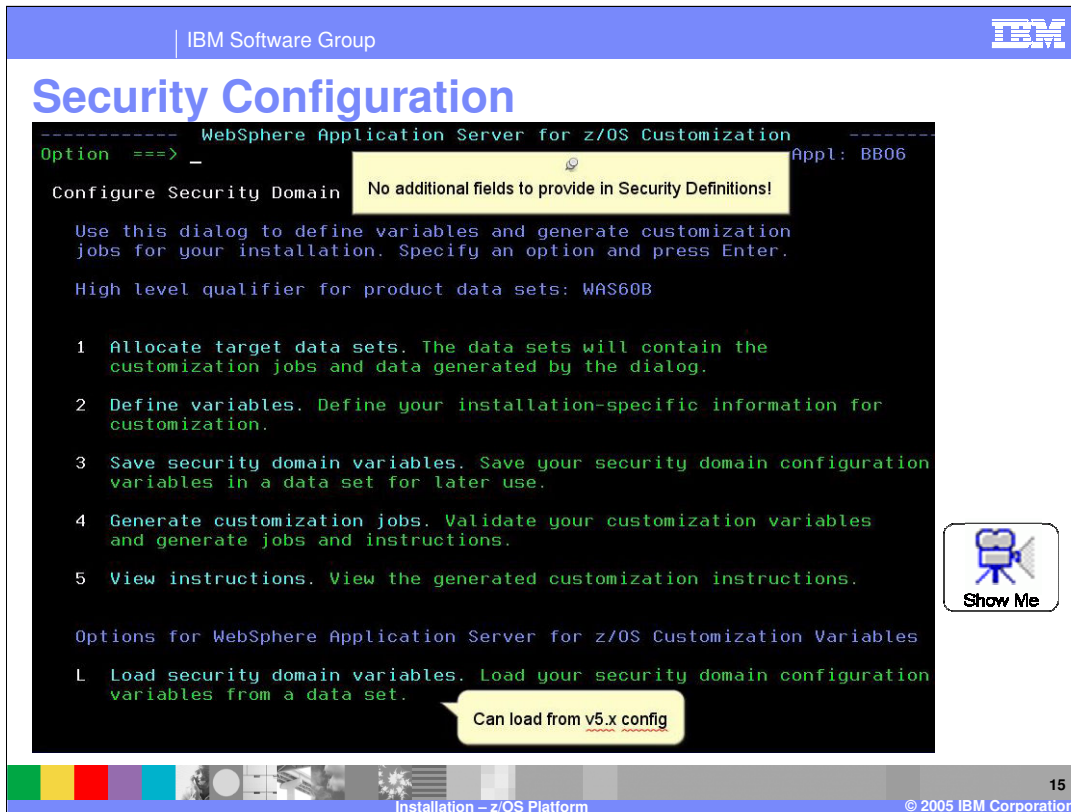 IBM Software Group
IBM
Security Configuration
------------ WebSphere Application Server for z/OS Customization -------
Option ===> _ Appl: BBO6
No additional fields to provide in Security Definitions!
Configure Security Domain
Use this dialog to define variables and generate customization
jobs for your installation. Specify an option and press Enter.
High level qualifier for product data sets: WAS60B
1 Allocate target data sets. The data sets will contain the
customization jobs and data generated by the dialog.
2 Define variables. Define your installation-specific information for
customization.
3 Save security domain variables. Save your security domain configuration
variables in a data set for later use.
4 Generate customization jobs. Validate your customization variables
and generate jobs and instructions.
5 View instructions. View the generated customization instructions.
Show Me
Options for WebSphere Application Server for z/OS Customization Variables
L Load security domain variables. Load your security domain configuration
variables from a data set.
Can load from v5.x config
15
Installation – z/OS Platform
© 2005 IBM Corporation